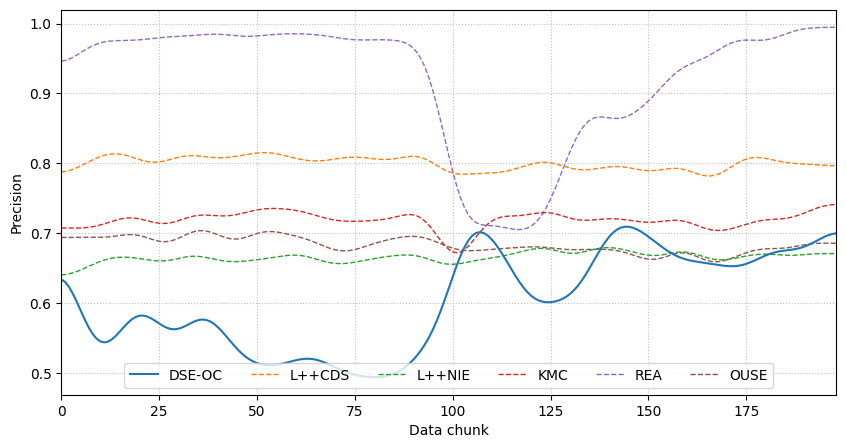 1.0
0.9
0.8
0.7
0.6
0.5
Precision
DSE-OC L++CDS L++NIE KMC REA OUSE
0 25 50 75 100 125 150 175
Data chunk